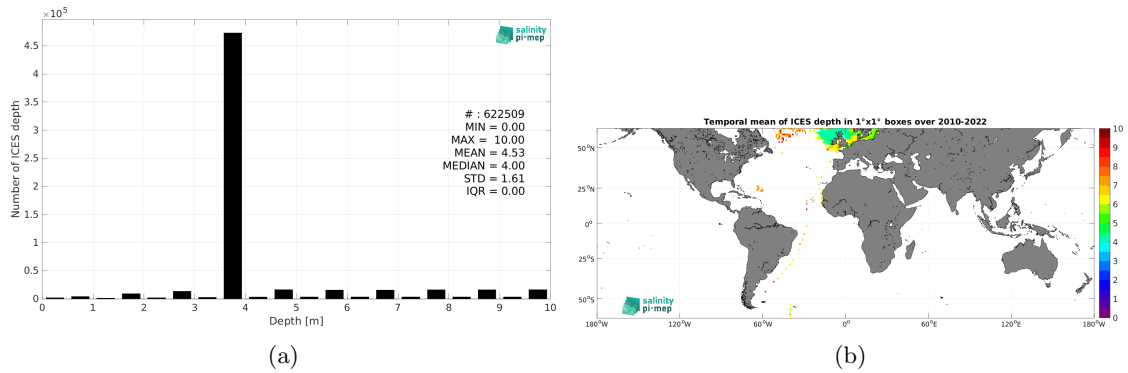 ×10⁵
4.5
4
3.5
3
2.5
2
1.5
1
0.5
0
Number of ICES depth
salinity
pi-mep
# : 622509
MIN = 0.00
MAX = 10.00
MEAN = 4.53
MEDIAN = 4.00
STD = 1.61
IQR = 0.00
0 1 2 3 4 5 6 7 8 9 10
Depth [m]
(a)
Temporal mean of ICES depth in 1°x1° boxes over 2010-2022
50°N
25°N
0°
25°S
50°S
salinity
pi-mep
180°W 120°W 60°W 0° 60°E 120°E 180°W
10
9
8
7
6
5
4
3
2
1
0
(b)